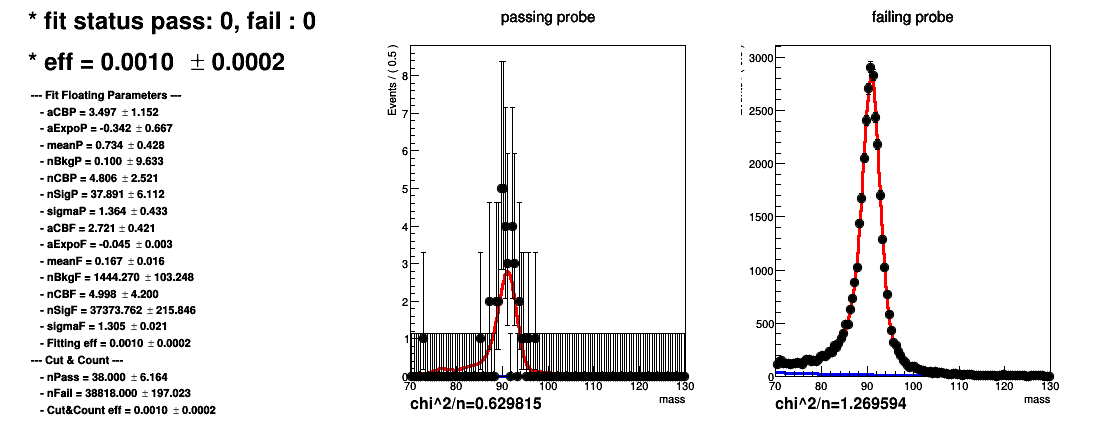 * fit status pass: 0, fail : 0
* eff = 0.0010 ± 0.0002
--- Fit Floating Parameters ---
- aCBP = 3.497 ± 1.152
- aExpoP = -0.342 ± 0.667
- meanP = 0.734 ± 0.428
- nBkgP = 0.100 ± 9.633
- nCBP = 4.806 ± 2.521
- nSigP = 37.891 ± 6.112
- sigmaP = 1.364 ± 0.433
- aCBF = 2.721 ± 0.421
- aExpoF = -0.045 ± 0.003
- meanF = 0.167 ± 0.016
- nBkgF = 1444.270 ± 103.248
- nCBF = 4.998 ± 4.200
- nSigF = 37373.762 ± 215.846
- sigmaF = 1.305 ± 0.021
- Fitting eff = 0.0010 ± 0.0002
--- Cut & Count ---
- nPass = 38.000 ± 6.164
- nFail = 38818.000 ± 197.023
- Cut&Count eff = 0.0010 ± 0.0002
passing probe
Events / ( 0.5 )
8
7
6
5
4
3
2
1
0
70 80 90 100 110 120 130
mass
chi^2/n=0.629815
failing probe
3000
2500
2000
1500
1000
500
0
70 80 90 100 110 120 130
mass
chi^2/n=1.269594